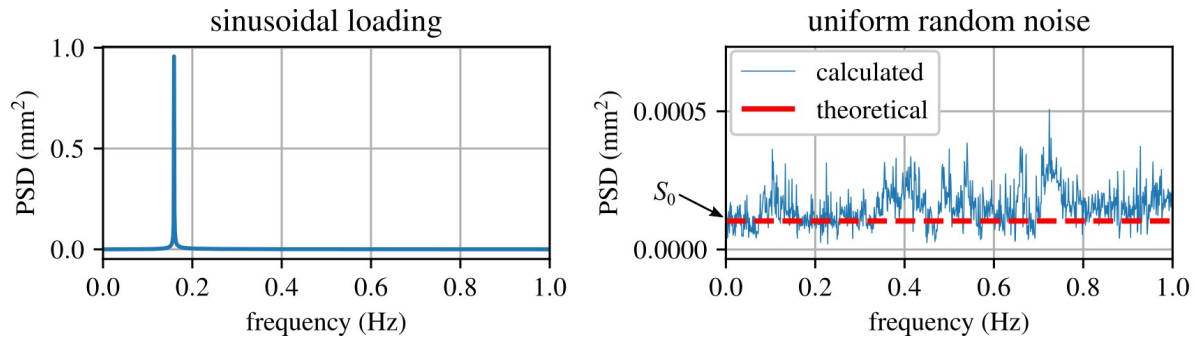 sinusoidal loading
1.0
0.5
0.0
PSD (mm²)
0.0 0.2 0.4 0.6 0.8 1.0
frequency (Hz)
uniform random noise
calculated
theoretical
0.0005
0.0000
PSD (mm²)
S₀
0.0 0.2 0.4 0.6 0.8 1.0
frequency (Hz)